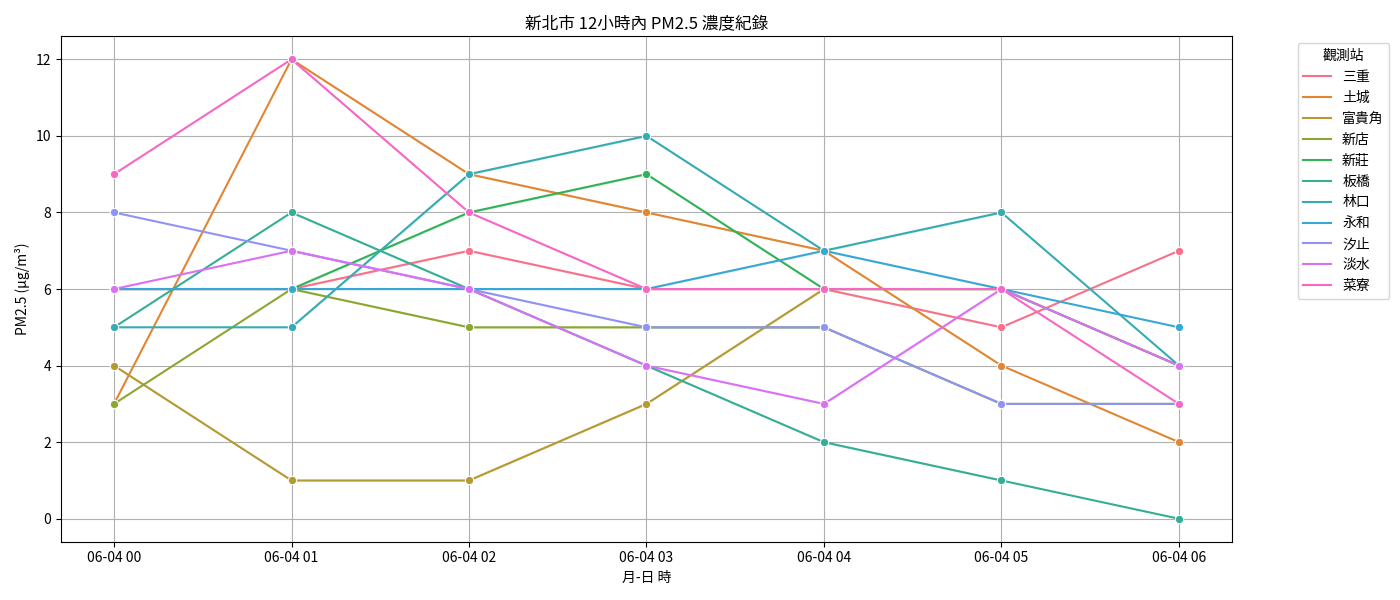 新北市 12小時內 PM2.5 濃度紀錄
PM2.5 (μg/m³)
12
10
8
6
4
2
0
06-04 00
06-04 01
06-04 02
06-04 03
06-04 04
06-04 05
06-04 06
月-日 時
觀測站
三重
土城
富貴角
新店
新莊
板橋
林口
永和
汐止
淡水
菜寮